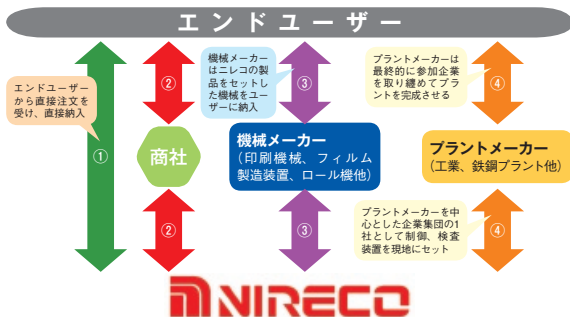 エンドユーザー
エンドユーザー
から直接注文を
受け、直接納入
①
②
商社
②
機械メーカー
はニレコの製
品をセットし
た機械をユー
ザーに納入
③
機械メーカー
（印刷機械、フィルム
製造装置、ロール機他）
③
プラントメーカーは
最終的に参加企業
を取り纏めてプラ
ントを完成させる
④
プラントメーカー
（工業、鉄鋼プラント他）
プラントメーカーを中
心とした企業集団の1
社として制御、検査
装置を現地にセット
④
NIRECO